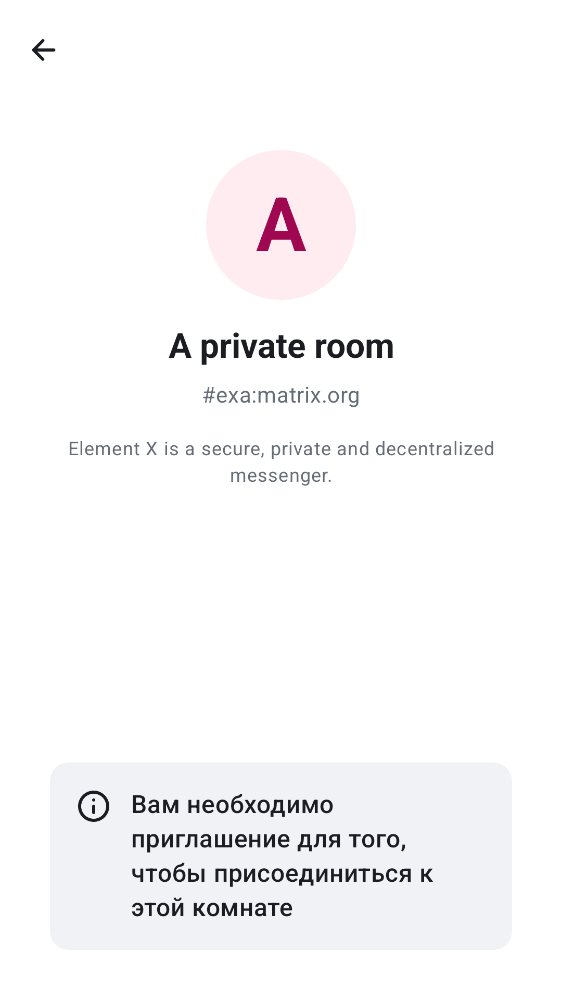 A
A private room
#exa:matrix.org
Element X is a secure, private and decentralized
messenger.
Вам необходимо
приглашение для того,
чтобы присоединиться к
этой комнате